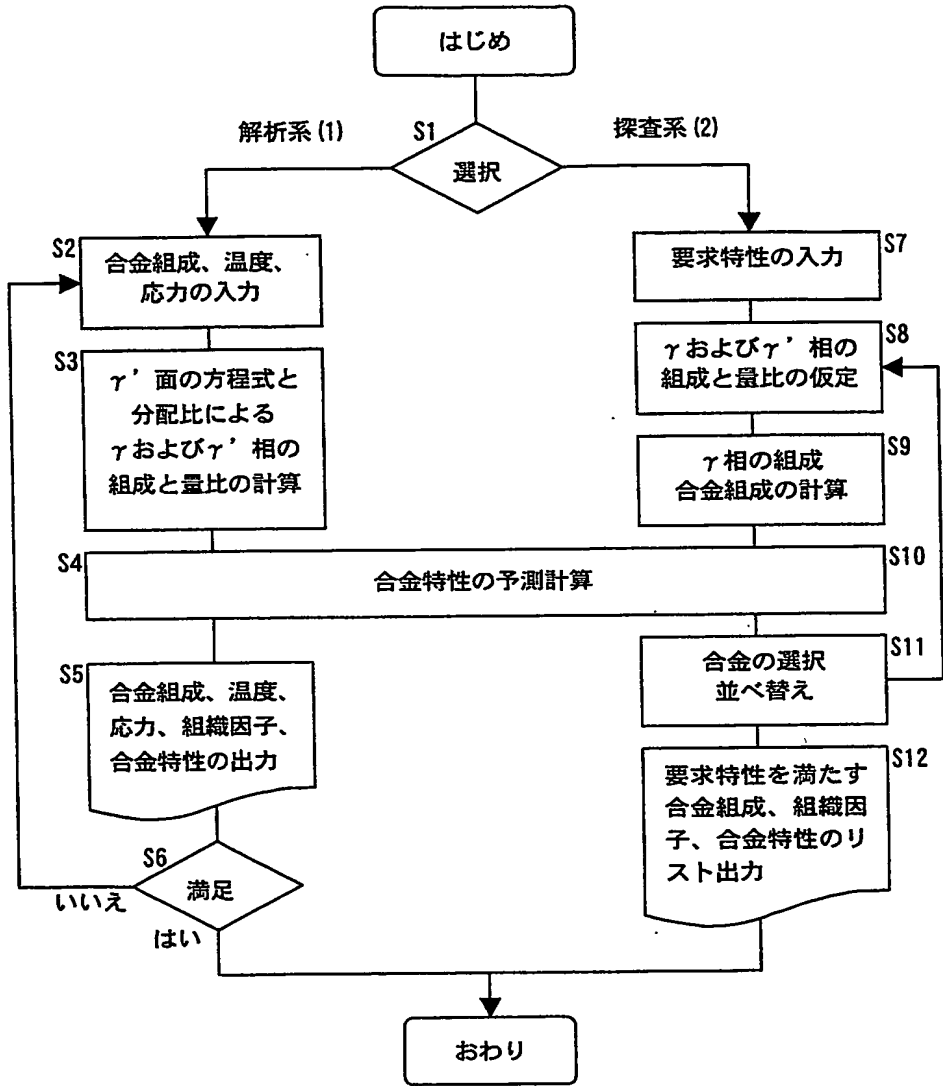 はじめ
解析系(1)
S1
探査系(2)
選択
S2
合金組成、温度、
応力の入力
S3
γ'面の方程式と
分配比による
γおよびγ'相の
組成と量比の計算
S7
要求特性の入力
S8
γおよびγ'相の
組成と量比の仮定
S9
γ相の組成
合金組成の計算
S4
合金特性の予測計算
S10
S5
合金組成、温度、
応力、組織因子、
合金特性の出力
S6
満足
いいえ
はい
S11
合金の選択
並べ替え
S12
要求特性を満たす
合金組成、組織因
子、合金特性のリ
スト出力
おわり